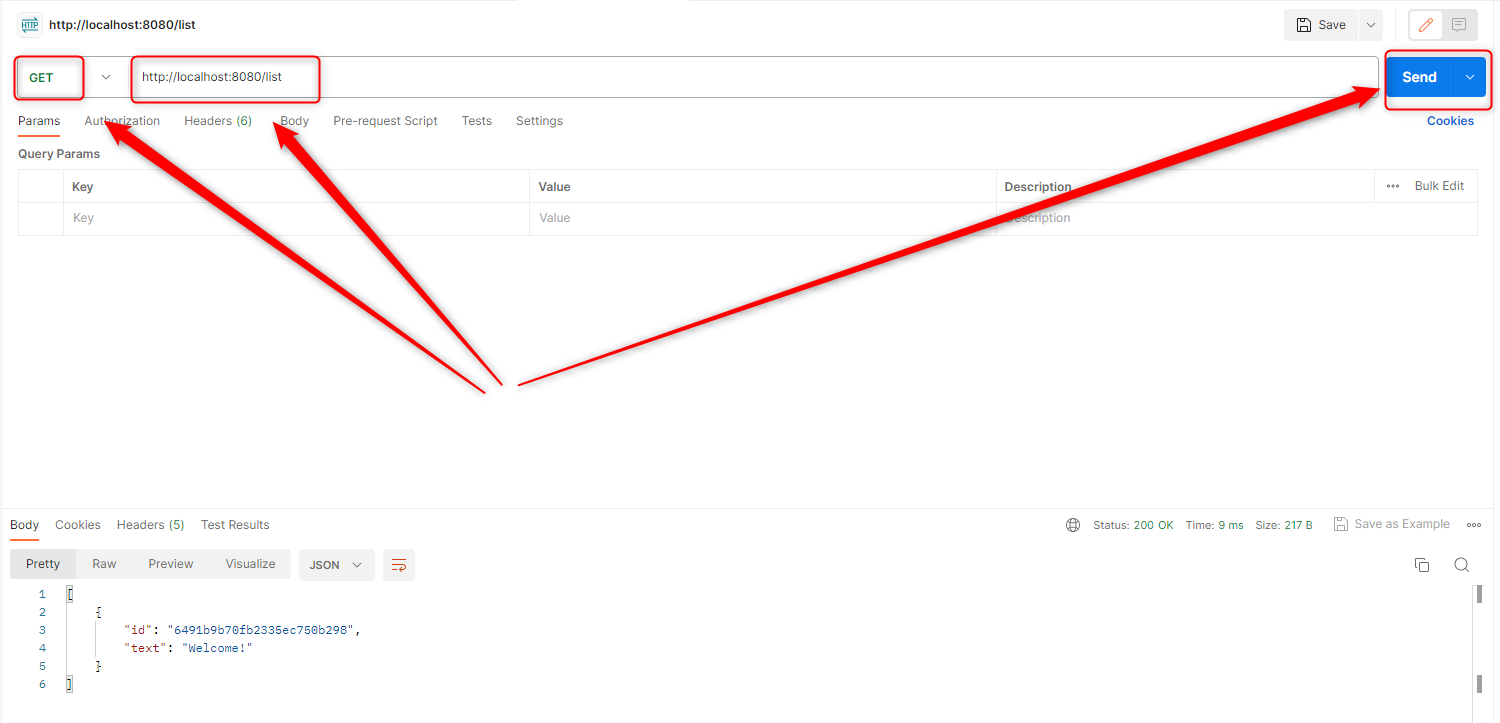 HTTP http://localhost:8080/list Save
GET http://localhost:8080/list Send
Params Authorization Headers (6) Body Pre-request Script Tests Settings Cookies
Query Params
Key Value Description Bulk Edit
Key Value Description
Body Cookies Headers (5) Test Results Status: 200 OK Time: 9 ms Size: 217 B Save as Example
Pretty Raw Preview Visualize JSON
1 [
2 {
3 "id": "6491b9b70fb2335ec750b298",
4 "text": "Welcome!"
5 }
6 ]